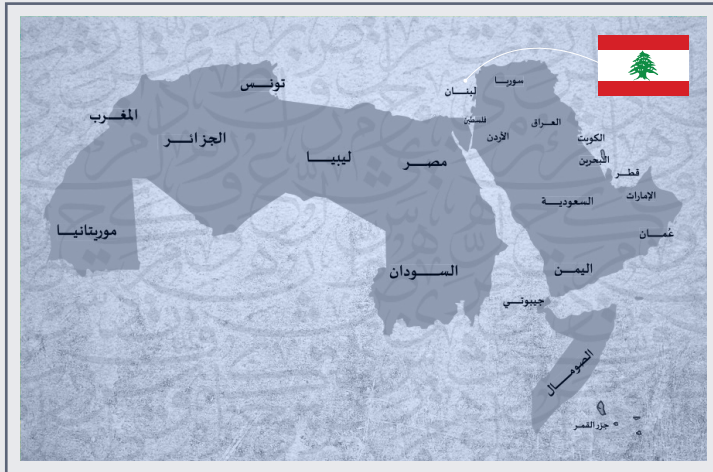 تونس
سوريا
لبنان
المغرب
فلسطين
العراق
الجزائر
الأردن
الكويت
ليبيا
مصر
البحرين
قطر
الإمارات
السعودية
موريتانيا
عُمان
السودان
اليمن
جيبوتي
الصومال
جزر القمر